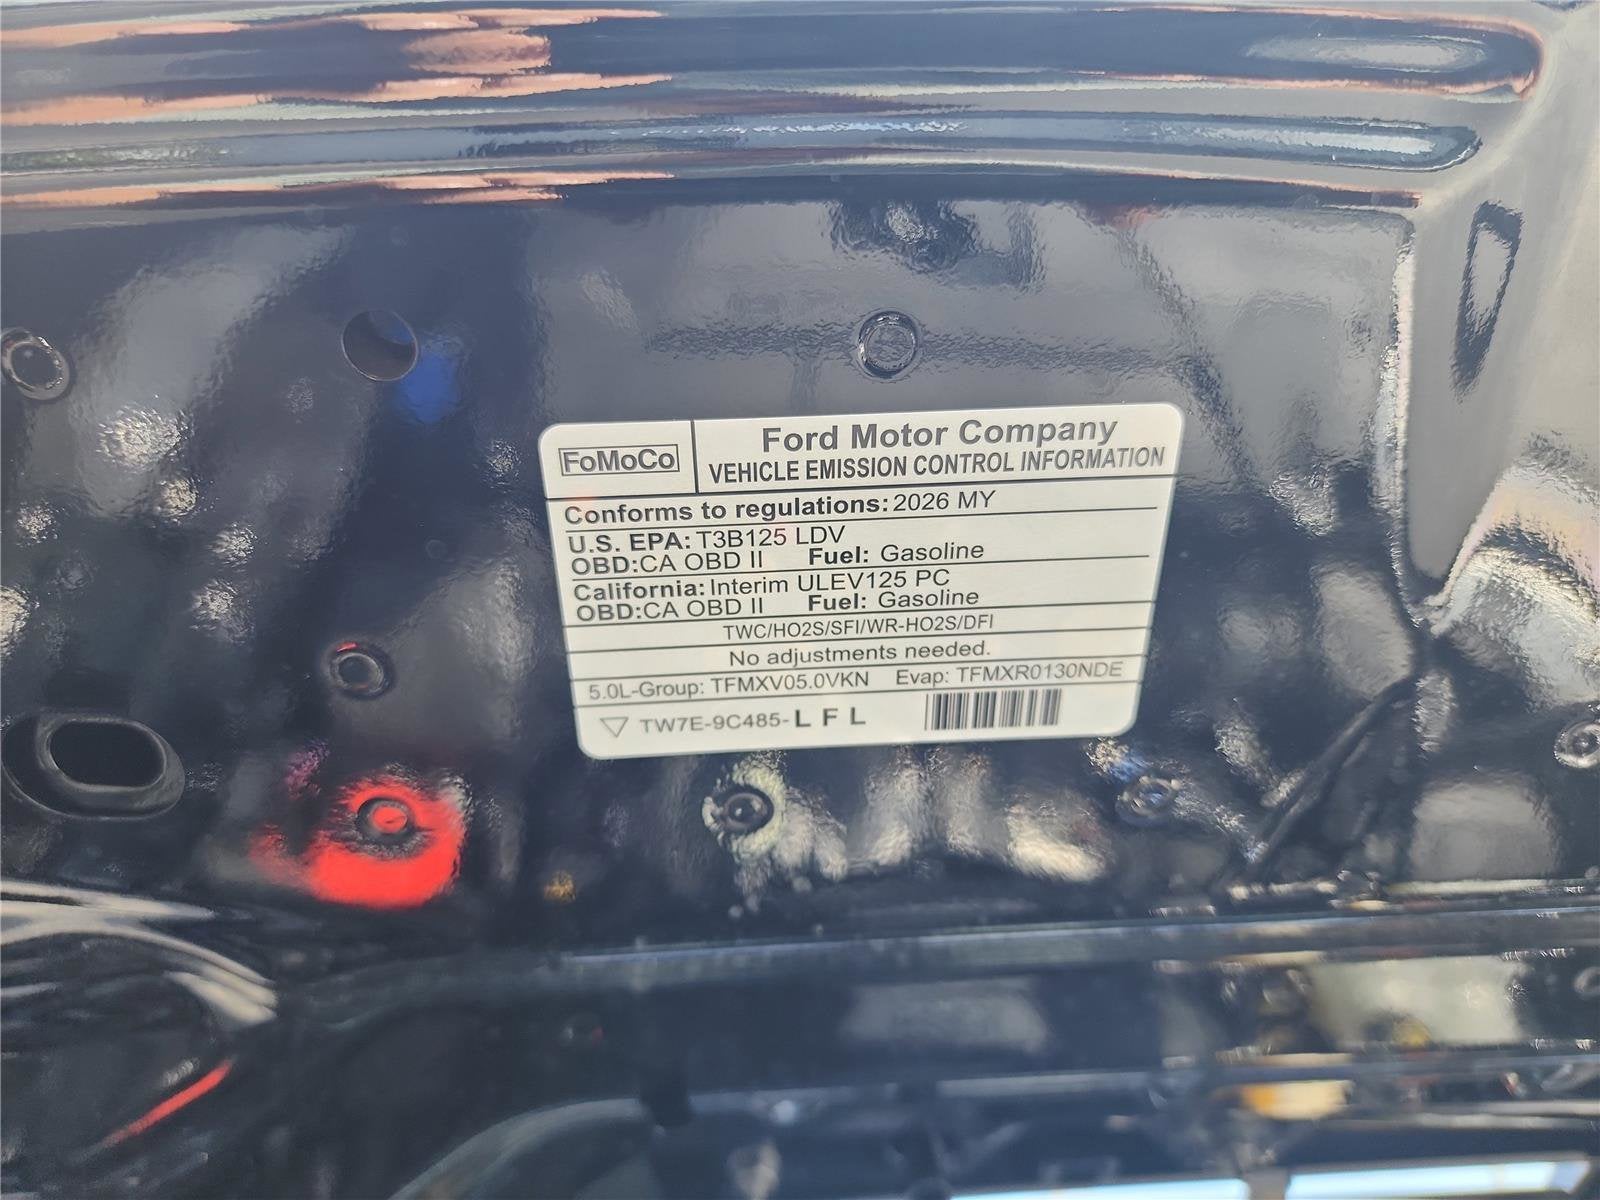 FoMoCo
Ford Motor Company
VEHICLE EMISSION CONTROL INFORMATION
Conforms to regulations: 2026 MY
U.S. EPA: T3B125 LDV
OBD:CA OBD II Fuel: Gasoline
California: Interim ULEV125 PC
OBD:CA OBD II Fuel: Gasoline
TWC/HO2S/SFI/WR-HO2S/DFI
No adjustments needed.
5.0L-Group: TFMXV05.0VKN Evap: TFMXR0130NDE
TW7E-9C485-L F L